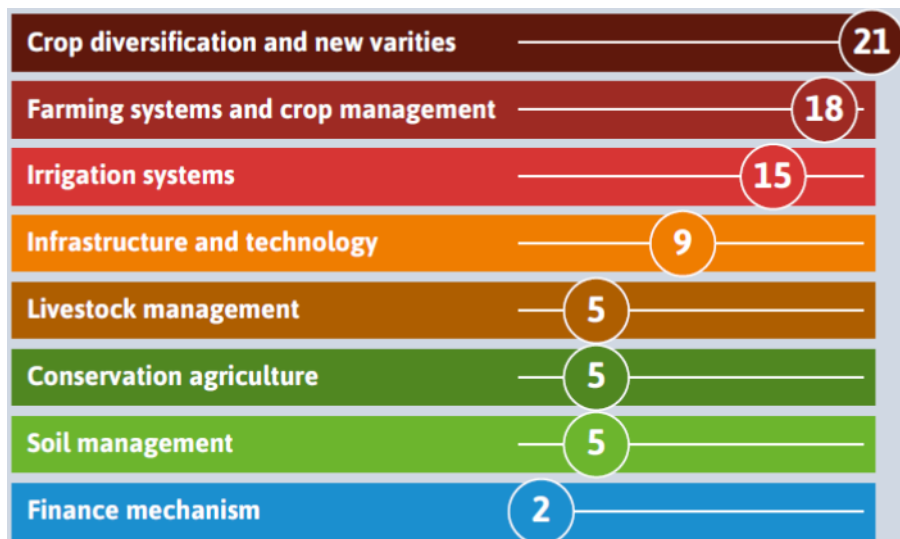 Crop diversification and new varities 21
Farming systems and crop management 18
Irrigation systems 15
Infrastructure and technology 9
Livestock management 5
Conservation agriculture 5
Soil management 5
Finance mechanism 2